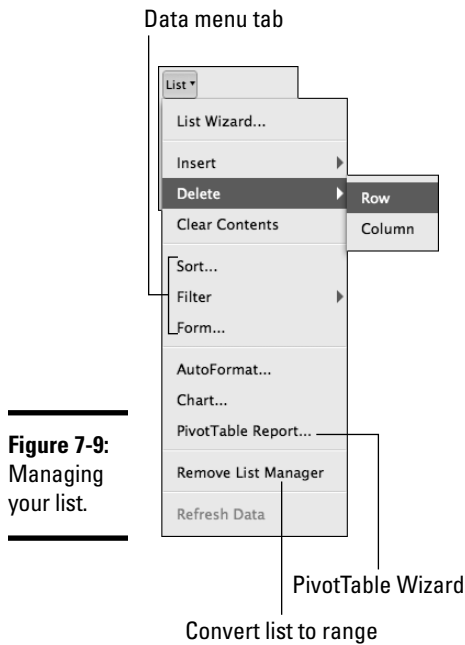 Data menu tab
List
List Wizard...
Insert
Delete
Row
Clear Contents
Column
Sort...
Filter
Form...
AutoFormat...
Chart...
PivotTable Report...
Remove List Manager
Refresh Data
Figure 7-9:
Managing
your list.
PivotTable Wizard
Convert list to range